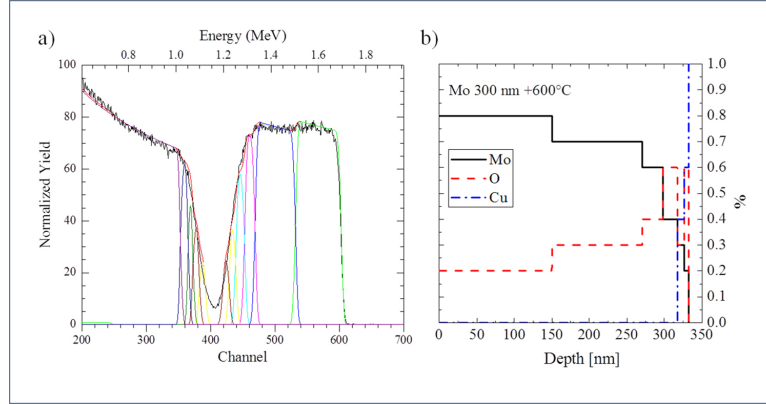 a)
Energy (MeV)
0.8 1.0 1.2 1.4 1.6 1.8
100
80
60
40
20
0
Normalized Yield
200 300 400 500 600 700
Channel
b)
Mo 300 nm +600°C
Mo
O
Cu
1.0
0.9
0.8
0.7
0.6
0.5
0.4
0.3
0.2
0.1
0.0
%
0 50 100 150 200 250 300 350
Depth [nm]